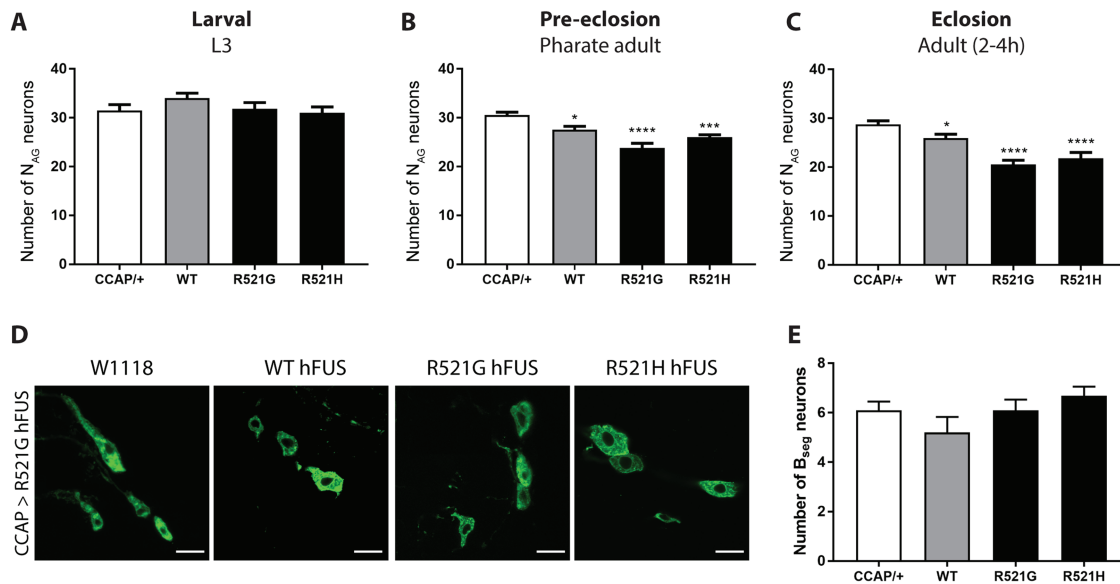 A
Larval
L3
Number of N_AG neurons
40
30
20
10
0
CCAP/+ WT R521G R521H
B
Pre-eclosion
Pharate adult
Number of N_AG neurons
40
30
20
10
0
*
****
***
CCAP/+ WT R521G R521H
C
Eclosion
Adult (2-4h)
Number of N_AG neurons
40
30
20
10
0
*
****
****
CCAP/+ WT R521G R521H
D
W1118 WT hFUS R521G hFUS R521H hFUS
CCAP > R521G hFUS
E
Number of B_seg neurons
8
6
4
2
0
CCAP/+ WT R521G R521H